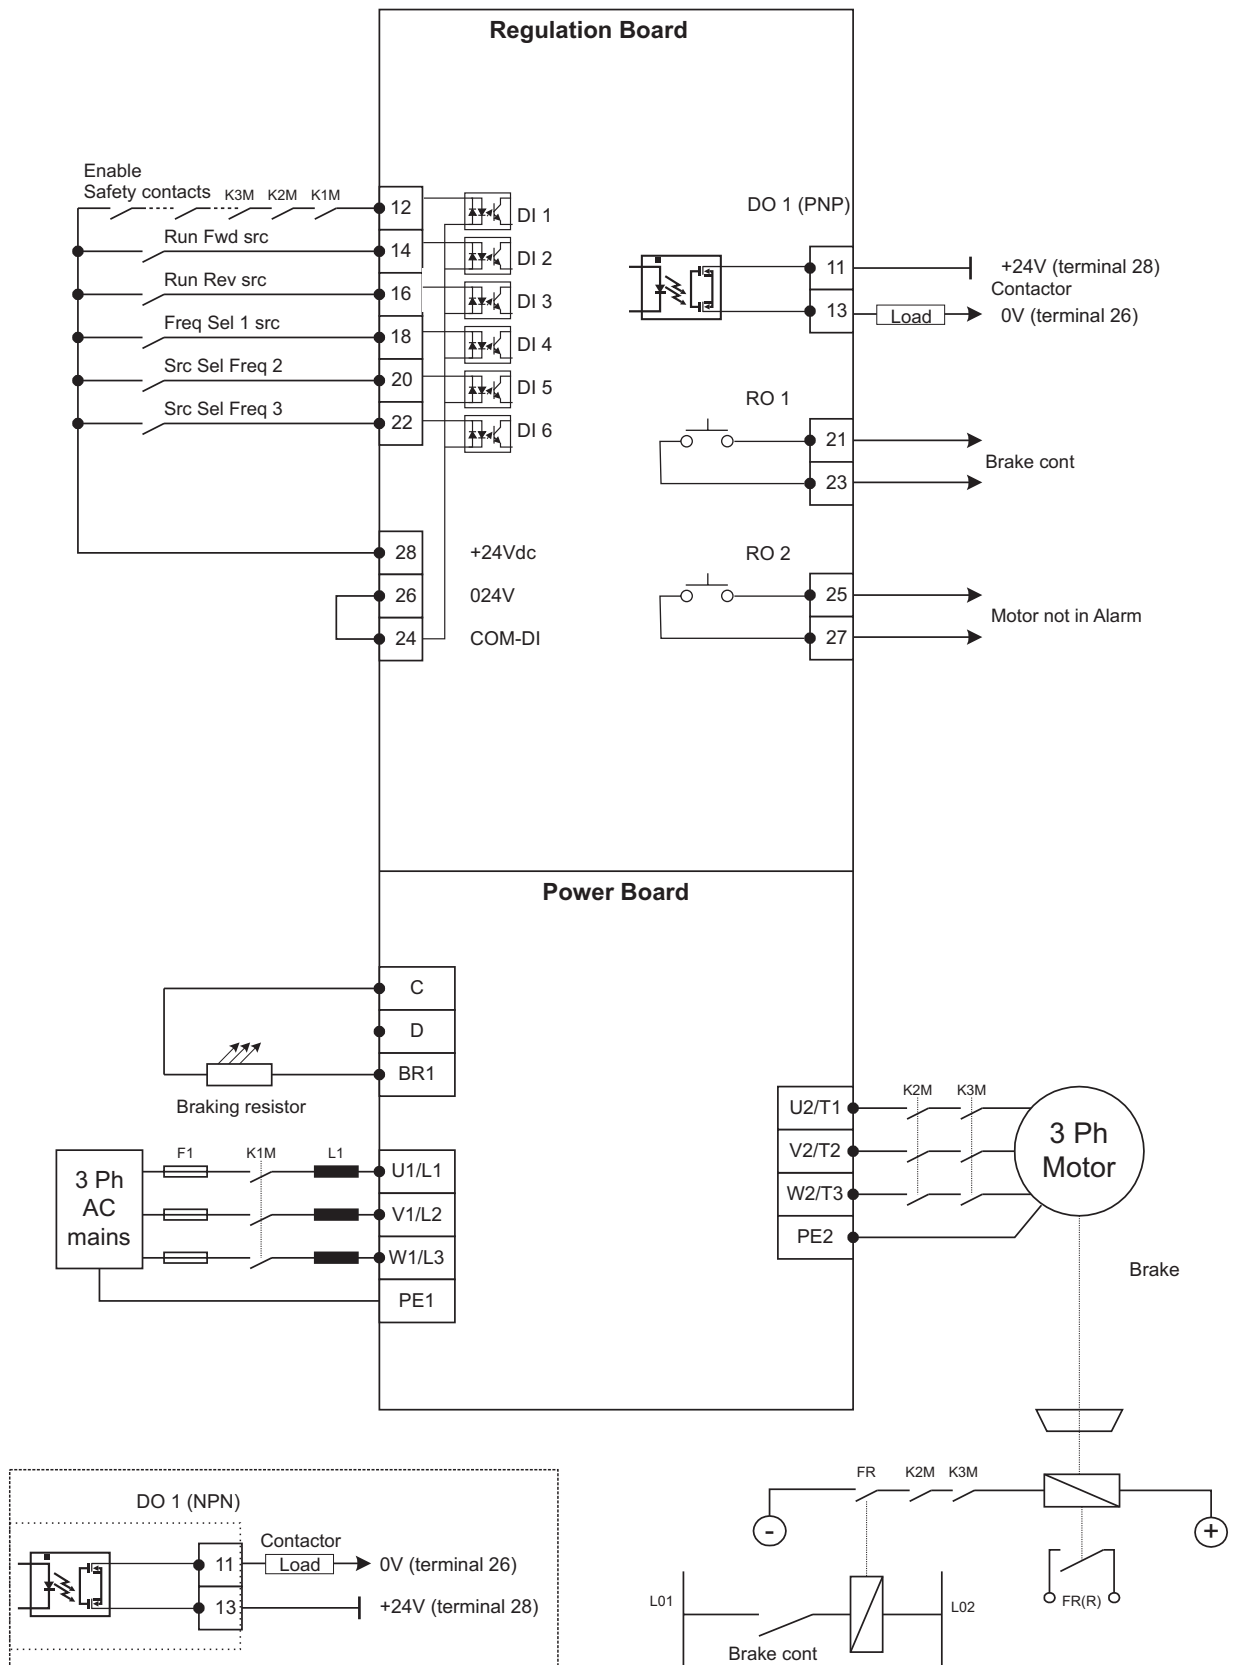 Regulation Board
Enable
Safety contacts K3M K2M K1M
12
DI 1
Run Fwd src
14
DI 2
Run Rev src
16
DI 3
Freq Sel 1 src
18
DI 4
Src Sel Freq 2
20
DI 5
Src Sel Freq 3
22
DI 6
28 +24Vdc
26 024V
24 COM-DI
DO 1 (PNP)
11 +24V (terminal 28)
Contactor
13 Load 0V (terminal 26)
RO 1
21
Brake cont
23
RO 2
25
Motor not in Alarm
27
Power Board
C
D
BR1
Braking resistor
3 Ph
AC
mains
F1 K1M L1
U1/L1
V1/L2
W1/L3
PE1
U2/T1
V2/T2
W2/T3
PE2
K2M K3M
3 Ph
Motor
Brake
FR K2M K3M
-
+
FR(R)
L01
L02
Brake cont
DO 1 (NPN)
Contactor
11 Load 0V (terminal 26)
13 +24V (terminal 28)